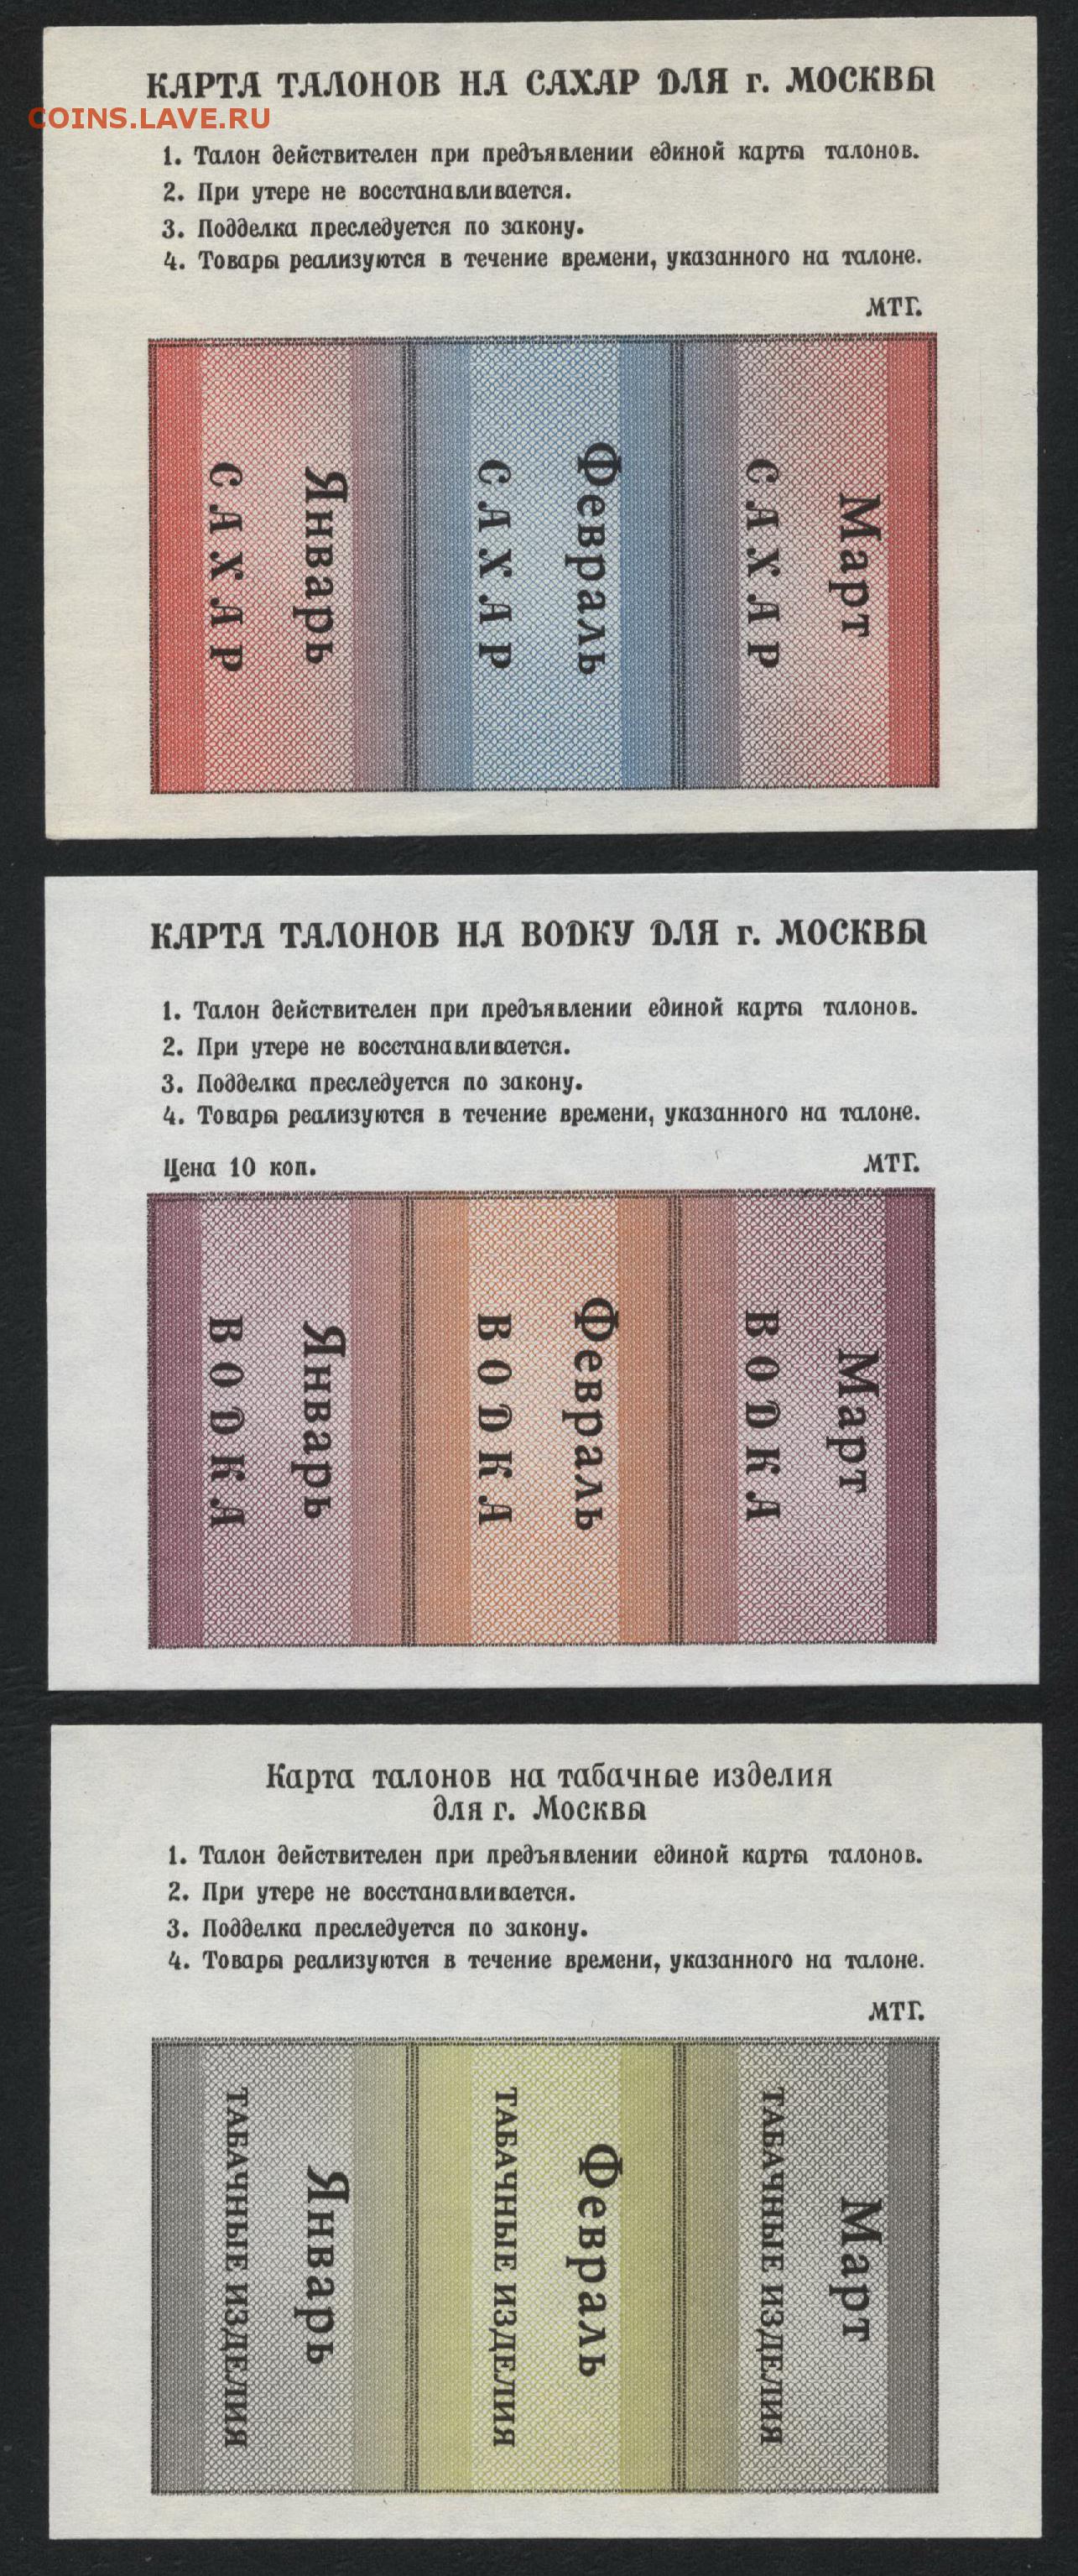 КАРТА ТАЛОНОВ НА САХАР ДЛЯ г. МОСКВЫ
COINS.LAVE.RU
1. Талон действителен при предъявлении единой карты талонов.
2. При утере не восстанавливается.
3. Подделка преследуется по закону.
4. Товары реализуются в течение времени, указанного на талоне.
МТГ.
Январь
САХАР
Февраль
САХАР
Март
САХАР
КАРТА ТАЛОНОВ НА ВОДКУ ДЛЯ г. МОСКВЫ
1. Талон действителен при предъявлении единой карты талонов.
2. При утере не восстанавливается.
3. Подделка преследуется по закону.
4. Товары реализуются в течение времени, указанного на талоне.
Цена 10 коп. МТГ.
Январь
ВОДКА
Февраль
ВОДКА
Март
ВОДКА
Карта талонов на табачные изделия
для г. Москвы
1. Талон действителен при предъявлении единой карты талонов.
2. При утере не восстанавливается.
3. Подделка преследуется по закону.
4. Товары реализуются в течение времени, указанного на талоне.
МТГ.
Январь
ТАБАЧНЫЕ ИЗДЕЛИЯ
Февраль
ТАБАЧНЫЕ ИЗДЕЛИЯ
Март
ТАБАЧНЫЕ ИЗДЕЛИЯ